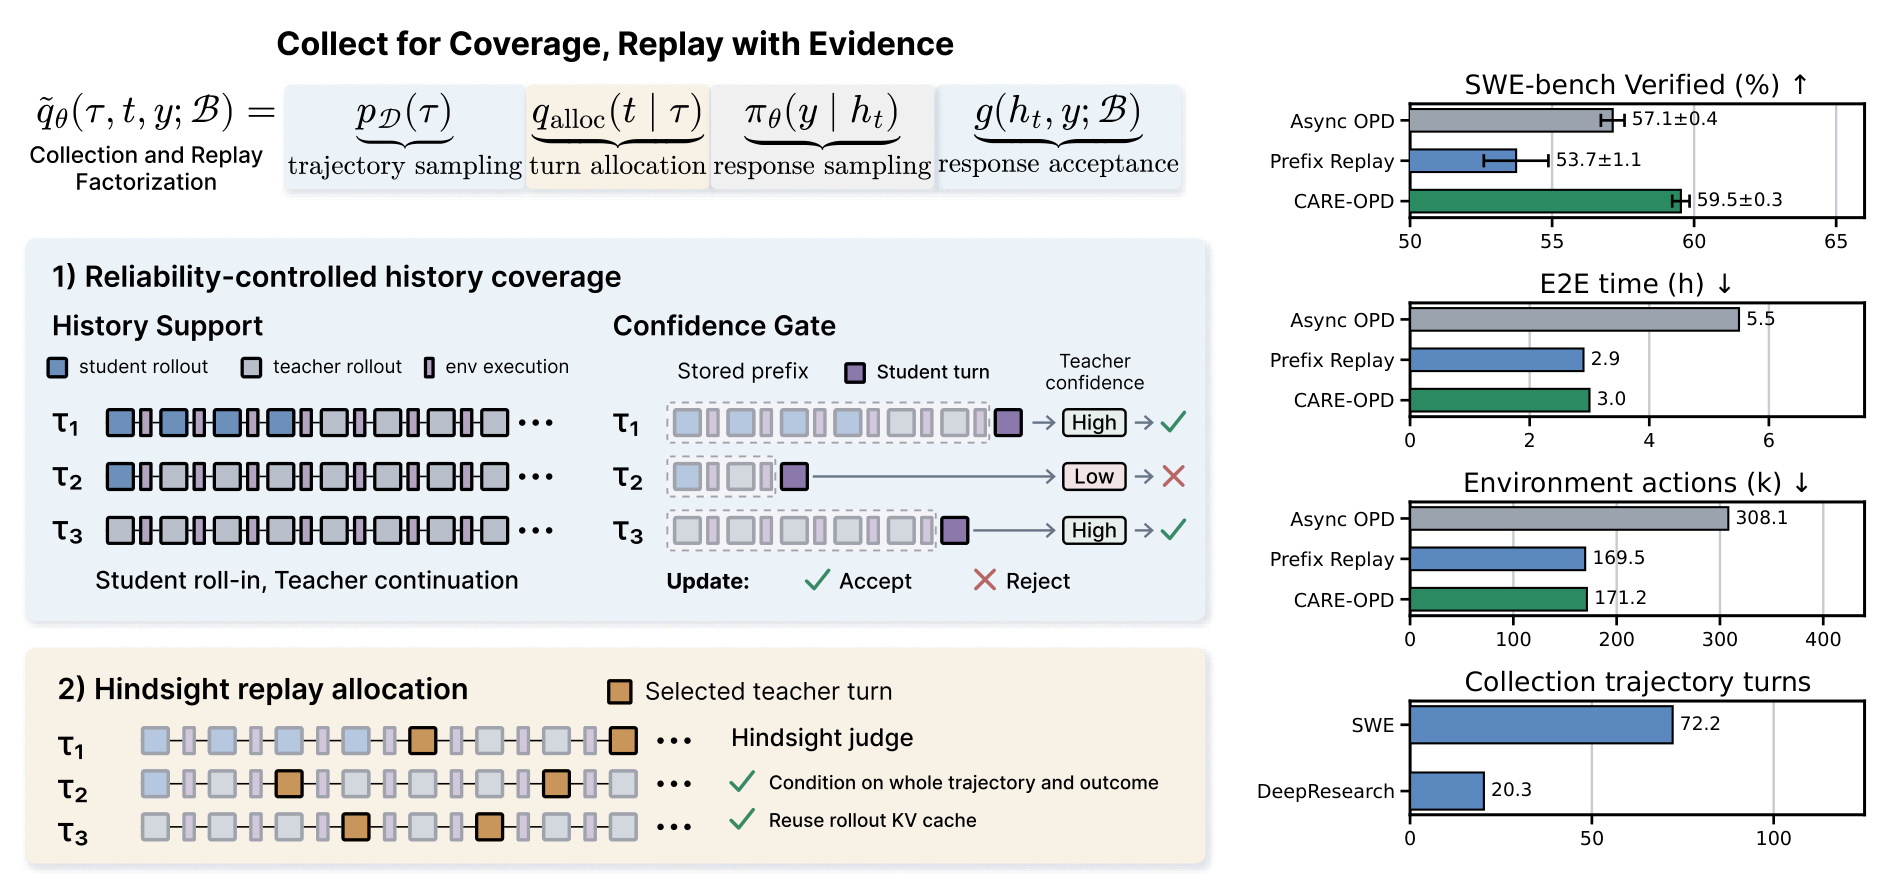 Collect for Coverage, Replay with Evidence
q̃_θ(τ, t, y; 𝓑) = p_𝒟(τ) q_alloc(t | τ) π_θ(y | h_t) g(h_t, y; 𝓑)
trajectory sampling turn allocation response sampling response acceptance
Collection and Replay
Factorization
1) Reliability-controlled history coverage
History Support
student rollout teacher rollout env execution
τ1 ...
τ2 ...
τ3 ...
Student roll-in, Teacher continuation
Confidence Gate
Stored prefix Student turn Teacher
confidence
τ1 High
τ2 Low
τ3 High
Update: Accept Reject
2) Hindsight replay allocation
Selected teacher turn
τ1 ...
τ2 ...
τ3 ...
Hindsight judge
Condition on whole trajectory and outcome
Reuse rollout KV cache
SWE-bench Verified (%) ↑
Async OPD 57.1±0.4
Prefix Replay 53.7±1.1
CARE-OPD 59.5±0.3
50 55 60 65
E2E time (h) ↓
Async OPD 5.5
Prefix Replay 2.9
CARE-OPD 3.0
0 2 4 6
Environment actions (k) ↓
Async OPD 308.1
Prefix Replay 169.5
CARE-OPD 171.2
0 100 200 300 400
Collection trajectory turns
SWE 72.2
DeepResearch 20.3
0 50 100